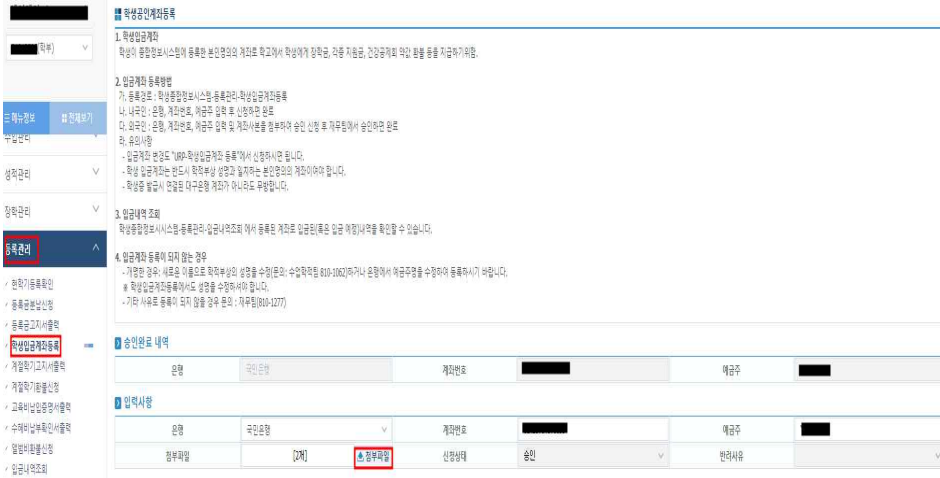 학생공인계좌등록
(학부)
메뉴정보
전체보기
수업관리
성적관리
장학관리
등록관리
현학기등록확인
등록금분납신청
등록금고지서출력
학생입금계좌등록
계절학기고지서출력
계절학기환불신청
교육비납입증명서출력
수혜비납부확인서출력
앨범비환불신청
입금내역조회
1. 학생입금계좌
학생이 종합정보시스템에 등록한 본인명의의 계좌로 학교에서 학생에게 장학금, 각종 지원금, 건강공제회 약값 환불 등을 지급하기위함.
2. 입금계좌 등록방법
가. 등록경로 : 학생종합정보시스템-등록관리-학생입금계좌등록
나. 내국인 : 은행, 계좌번호, 예금주 입력 후 신청하면 완료
다. 외국인 : 은행, 계좌번호, 예금주 입력 및 계좌사본을 첨부하여 승인 신청 후 재무팀에서 승인하면 완료
라. 유의사항
- 입금계좌 변경도 "URP-학생입금계좌 등록"에서 신청하시면 됩니다.
- 학생 입금계좌는 반드시 학적부상 성명과 일치하는 본인명의의 계좌이여야 합니다.
- 학생증 발급시 연결된 대구은행 계좌가 아니라도 무방합니다.
3. 입금내역 조회
학생종합정보시시스템-등록관리-입금내역조회 에서 등록된 계좌로 입금된(혹은 입금 예정)내역을 확인할 수 있습니다.
4. 입금계좌 등록이 되지 않는 경우
- 개명한 경우: 새로운 이름으로 학적부상의 성명을 수정(문의: 수업학적팀 810-1062)하거나 은행에서 예금주명을 수정하여 등록하시기 바랍니다.
※ 학생입금계좌등록에서도 성명을 수정하셔야 합니다.
- 기타 사유로 등록이 되지 않을 경우 문의 : 재무팀(810-1277)
승인완료 내역
은행 국민은행 계좌번호 예금주
입력사항
은행 국민은행 계좌번호 예금주
첨부파일 [2개] 첨부파일 신청상태 승인 반려사유